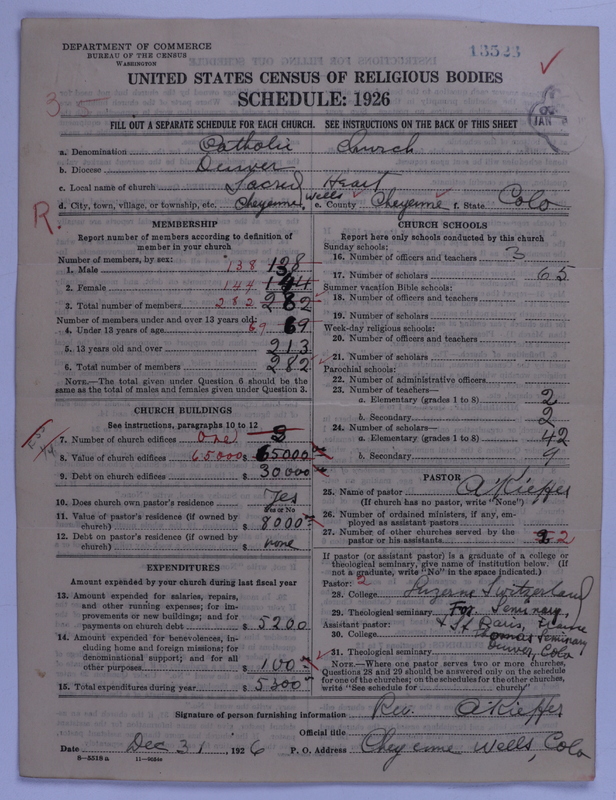 DEPARTMENT OF COMMERCE
BUREAU OF THE CENSUS
WASHINGTON
13523
UNITED STATES CENSUS OF RELIGIOUS BODIES
SCHEDULE: 1926
35
JAN
FILL OUT A SEPARATE SCHEDULE FOR EACH CHURCH. SEE INSTRUCTIONS ON THE BACK OF THIS SHEET
a. Denomination Catholic Church
b. Diocese Denver
c. Local name of church Sacred Heart
d. City, town, village, or township, etc. Cheyenne Wells e. County Cheyenne f. State Colo
R.
MEMBERSHIP
Report number of members according to definition of
member in your church
Number of members, by sex:
1. Male 138 138
2. Female 144 144
3. Total number of members 282 282
Number of members under and over 13 years old:
4. Under 13 years of age 69 69
5. 13 years old and over 213
6. Total number of members 282
NOTE.—The total given under Question 6 should be
the same as the total of males and females given under Question 3.
CHURCH BUILDINGS
See instructions, paragraphs 10 to 12
7. Number of church edifices One
8. Value of church edifices 65000 $ 65000
9. Debt on church edifices $ 30000
10. Does church own pastor's residence Yes
Yes or No
11. Value of pastor's residence (if owned by
church) $ 8000
12. Debt on pastor's residence (if owned by
church) $ none
EXPENDITURES
Amount expended by your church during last fiscal year
13. Amount expended for salaries, repairs,
and other running expenses; for im-
provements or new buildings; and for
payments on church debt $ 5200
14. Amount expended for benevolences, in-
cluding home and foreign missions; for
denominational support; and for all
other purposes $ 100
15. Total expenditures during year $ 5300
CHURCH SCHOOLS
Report here only schools conducted by this church
Sunday schools:
16. Number of officers and teachers 3
17. Number of scholars 65
Summer vacation Bible schools:
18. Number of officers and teachers
19. Number of scholars
Week-day religious schools:
20. Number of officers and teachers
21. Number of scholars
Parochial schools:
22. Number of administrative officers
23. Number of teachers—
a. Elementary (grades 1 to 8) 2
b. Secondary 2
24. Number of scholars—
a. Elementary (grades 1 to 8) 42
b. Secondary 9
PASTOR
25. Name of pastor A Kieffer
(If church has no pastor, write "None")
26. Number of ordained ministers, if any, em-
ployed as assistant pastors
27. Number of other churches served by the
pastor or his assistants 2 2
If pastor (or assistant pastor) is a graduate of a college or
theological seminary, give name of institution below. (If
not a graduate, write "No" in the space indicated.)
Pastor: 2
28. College Luzerne Switzerland
29. Theological seminary For. Seminary,
Assistant pastor: Paris, France
30. College & St Thomas Seminary
31. Theological seminary Denver, Colo
NOTE.—Where one pastor serves two or more churches,
Questions 28 and 29 should be answered only on the schedule
for one of the churches; on the schedules for the other churches,
write "See schedule for church"
Signature of person furnishing information Rev. A Kieffer
Official title
Date Dec 31, 1926 P. O. Address Cheyenne Wells, Colo
8—5518a 11—9054